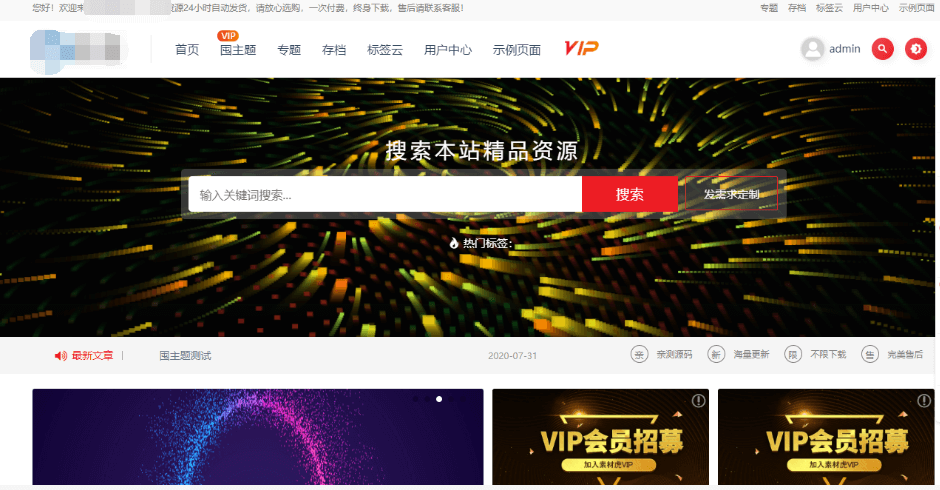 您好！欢迎来 资源24小时自动发货，请放心选购，一次付费，终身下载，售后请联系客服！
专题 存档 标签云 用户中心 示例页面
VIP
首页 囤主题 专题 存档 标签云 用户中心 示例页面 VIP admin
搜索本站精品资源
输入关键词搜索 搜索 发需求定制
热门标签：
最新文章 | 囤主题测试 2020-07-31 亲 亲测源码 新 海量更新 限 不限下载 售 完美售后
VIP会员招募 VIP会员招募
加入素材虎VIP 加入素材虎VIP